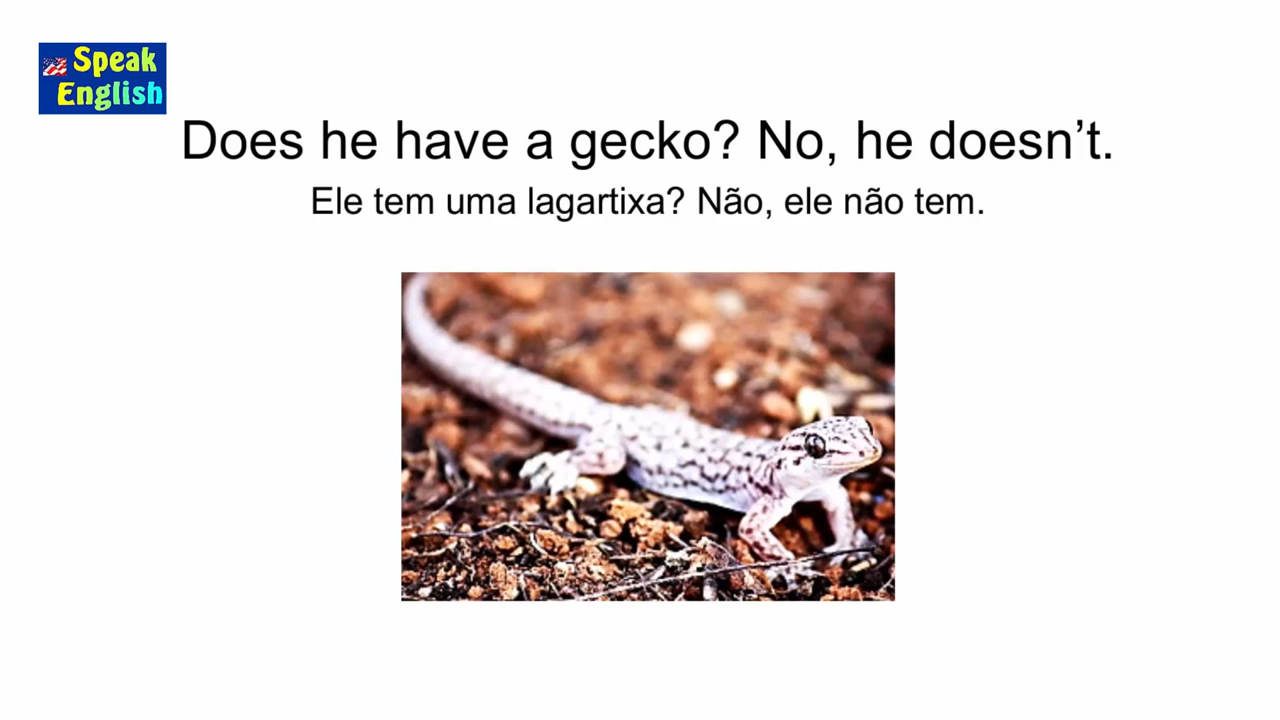 Speak
English
Does he have a gecko? No, he doesn’t.
Ele tem uma lagartixa? Não, ele não tem.